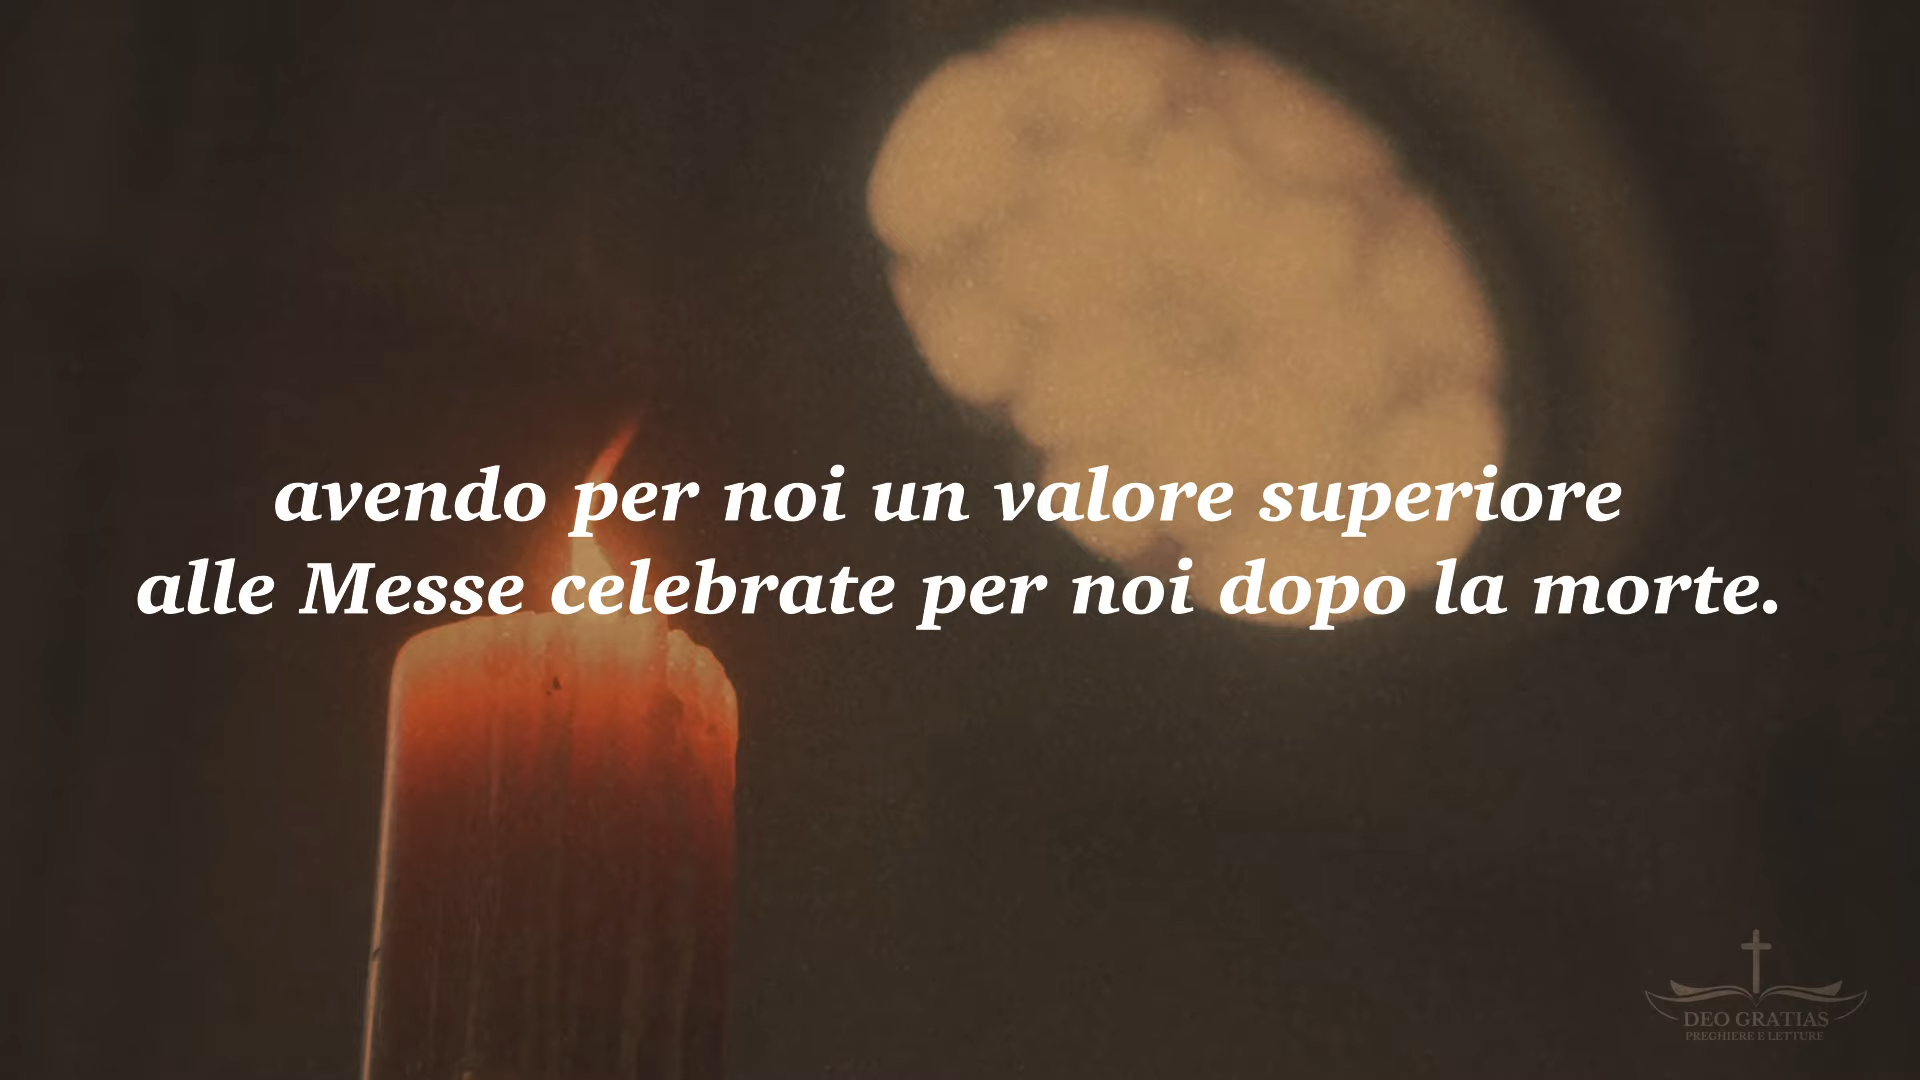 avendo per noi un valore superiore
alle Messe celebrate per noi dopo la morte.
DEO GRATIAS
PREGHIERE E LETTURE